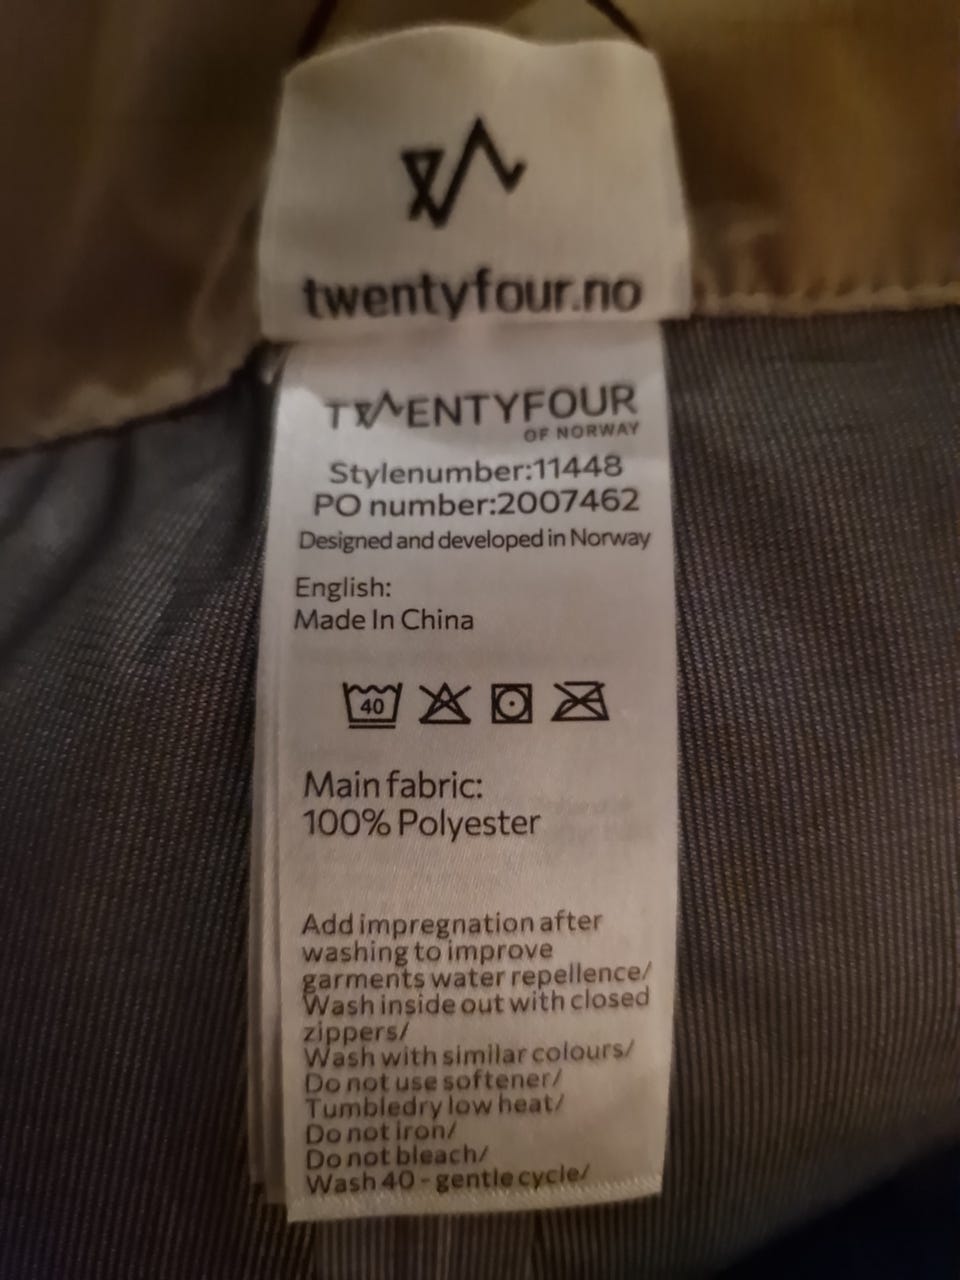 twentyfour.no
TWENTYFOUR
OF NORWAY
Stylenumber:11448
PO number:2007462
Designed and developed in Norway
English:
Made In China
40
Main fabric:
100% Polyester
Add impregnation after
washing to improve
garments water repellence/
Wash inside out with closed
zippers/
Wash with similar colours/
Do not use softener/
Tumbledry low heat/
Do not iron/
Do not bleach/
Wash 40 - gentle cycle/